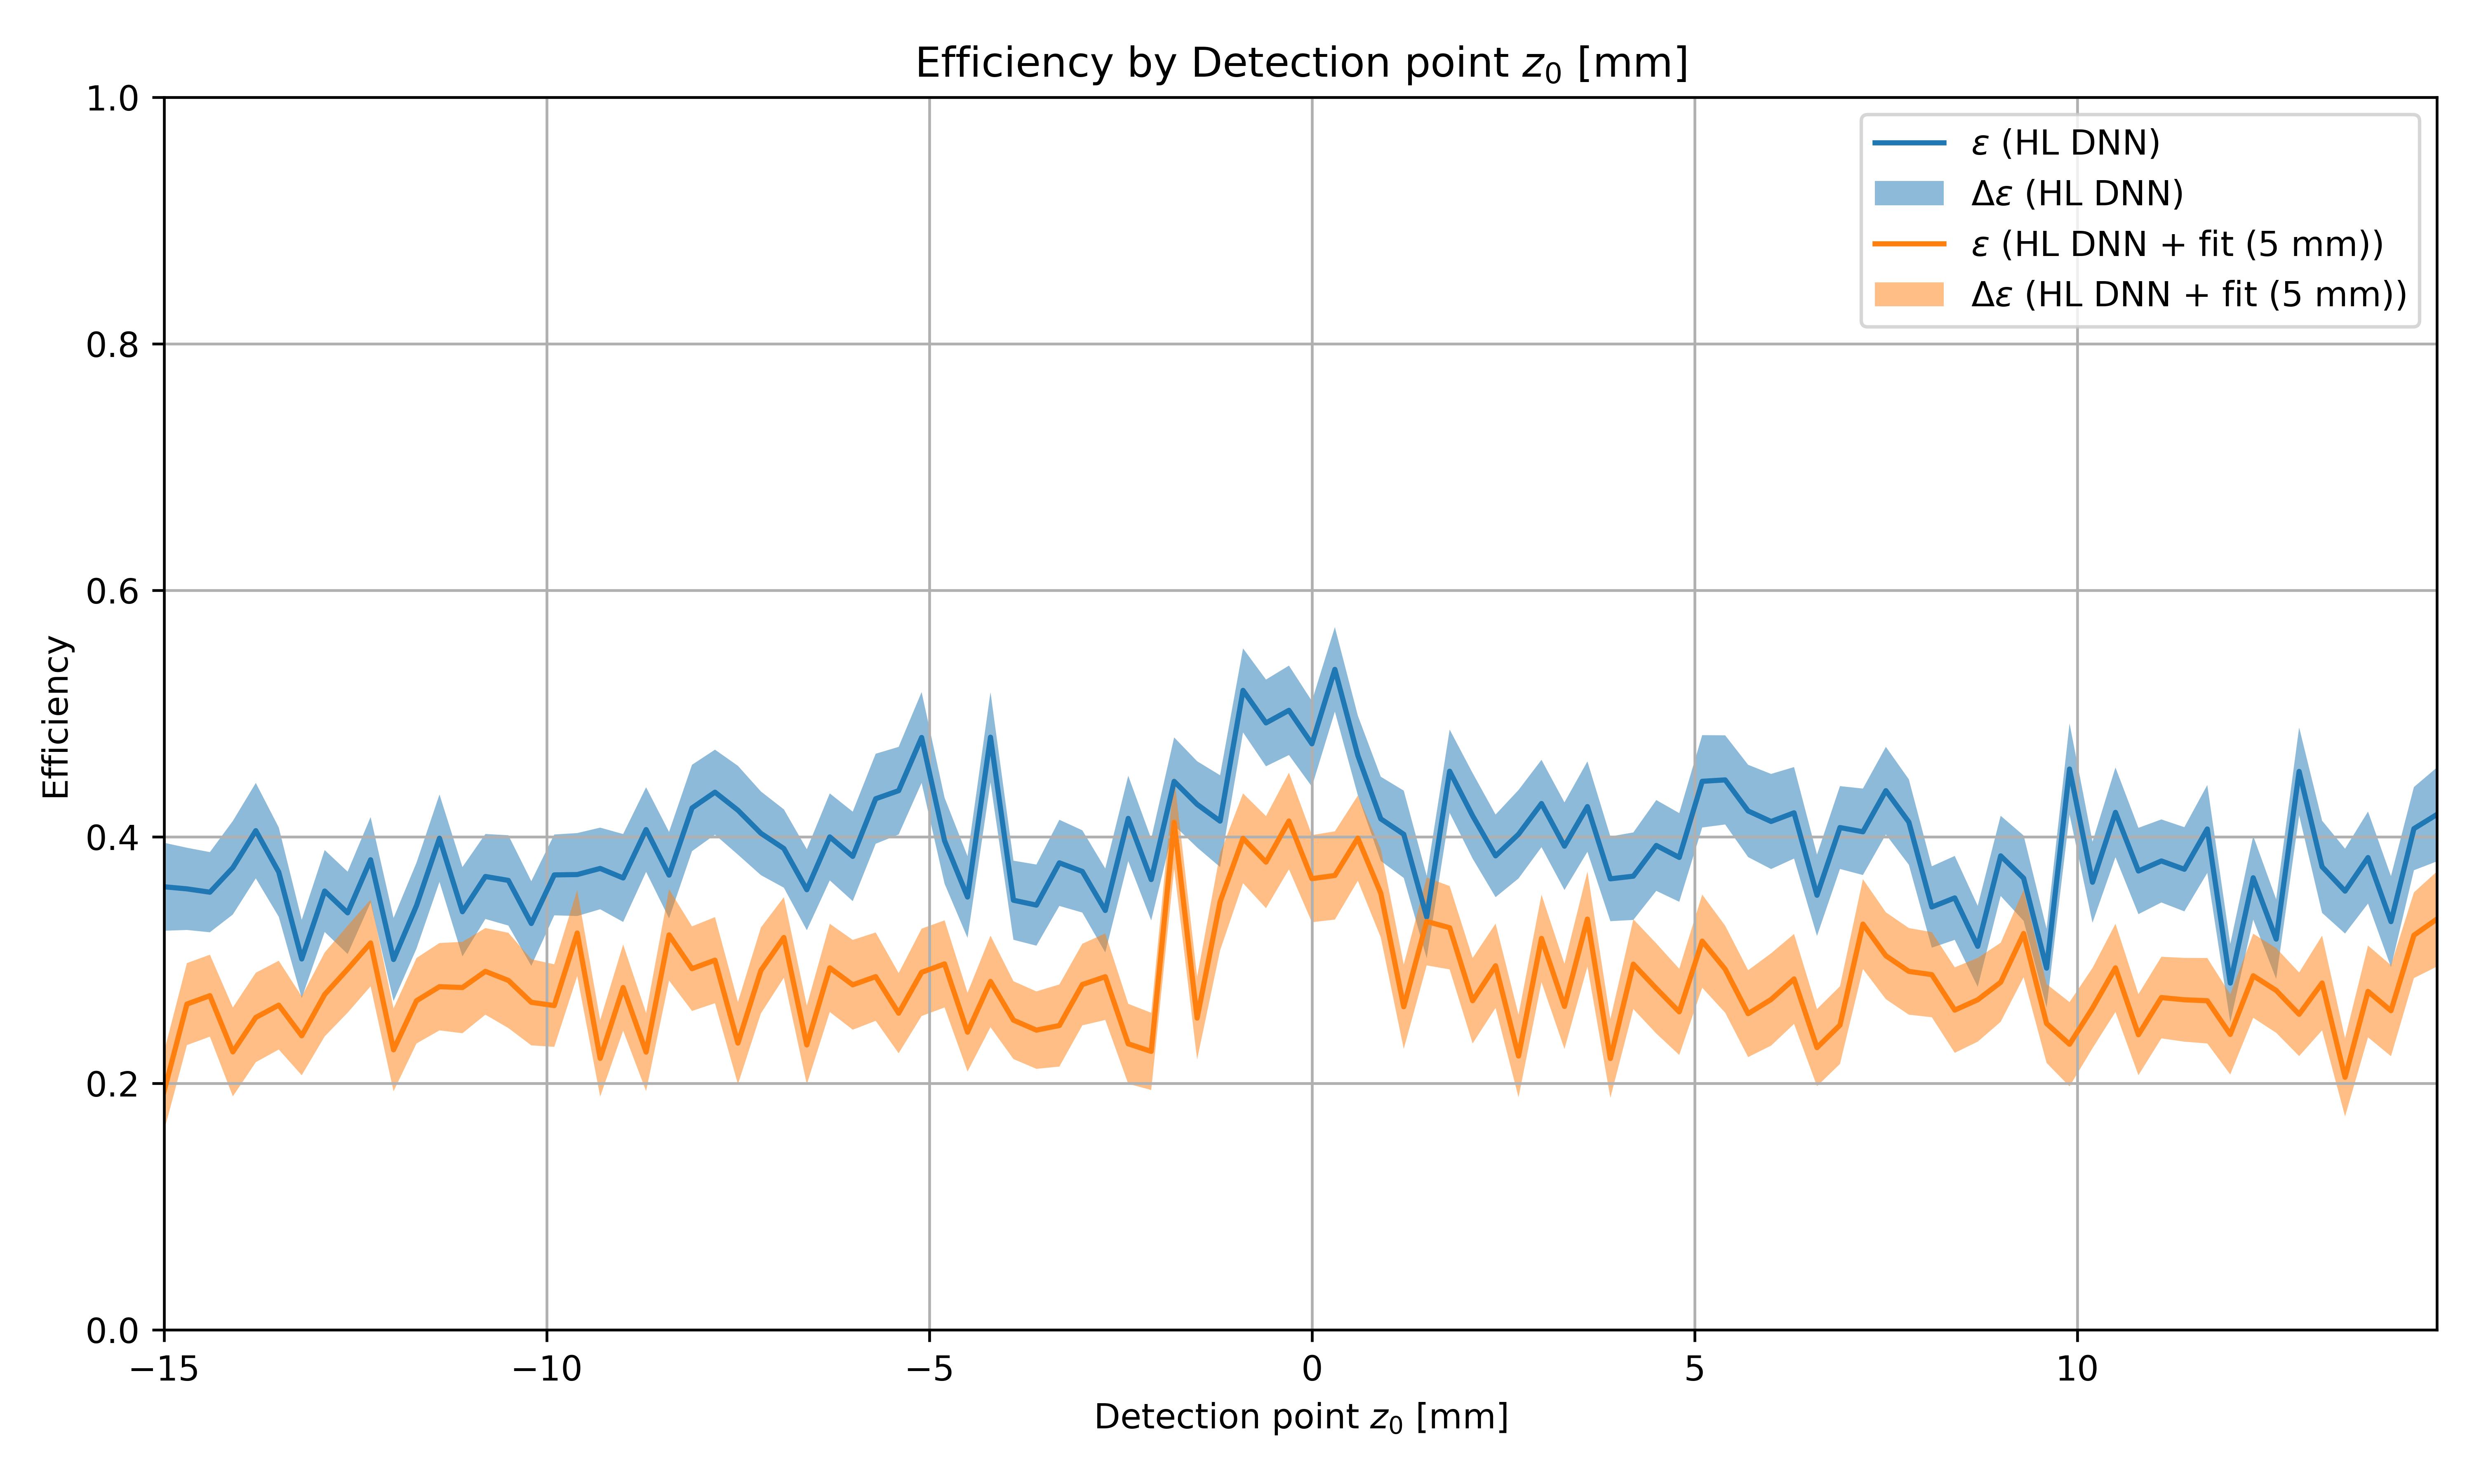 Efficiency by Detection point z₀ [mm]
1.0
0.8
0.6
0.4
0.2
0.0
Efficiency
ε (HL DNN)
Δε (HL DNN)
ε (HL DNN + fit (5 mm))
Δε (HL DNN + fit (5 mm))
−15 −10 −5 0 5 10
Detection point z₀ [mm]